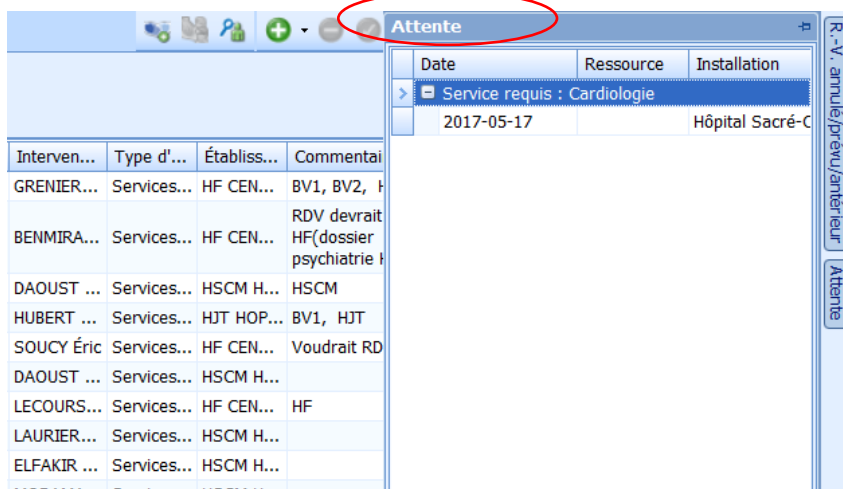 Attente
Date Ressource Installation
Service requis : Cardiologie
2017-05-17 Hôpital Sacré-C
R.-V. annulé/prévu/antérieur
Attente
Interven... Type d'... Établiss... Commentai
GRENIER... Services... HF CEN... BV1, BV2, H
BENMIRA... Services... HF CEN... RDV devrait
HF(dossier
psychiatrie H
DAOUST ... Services... HSCM H... HSCM
HUBERT ... Services... HJT HOP... BV1, HJT
SOUCY Éric Services... HF CEN... Voudrait RD
DAOUST ... Services... HSCM H...
LECOURS... Services... HF CEN... HF
LAURIER... Services... HSCM H...
ELFAKIR ... Services... HSCM H...